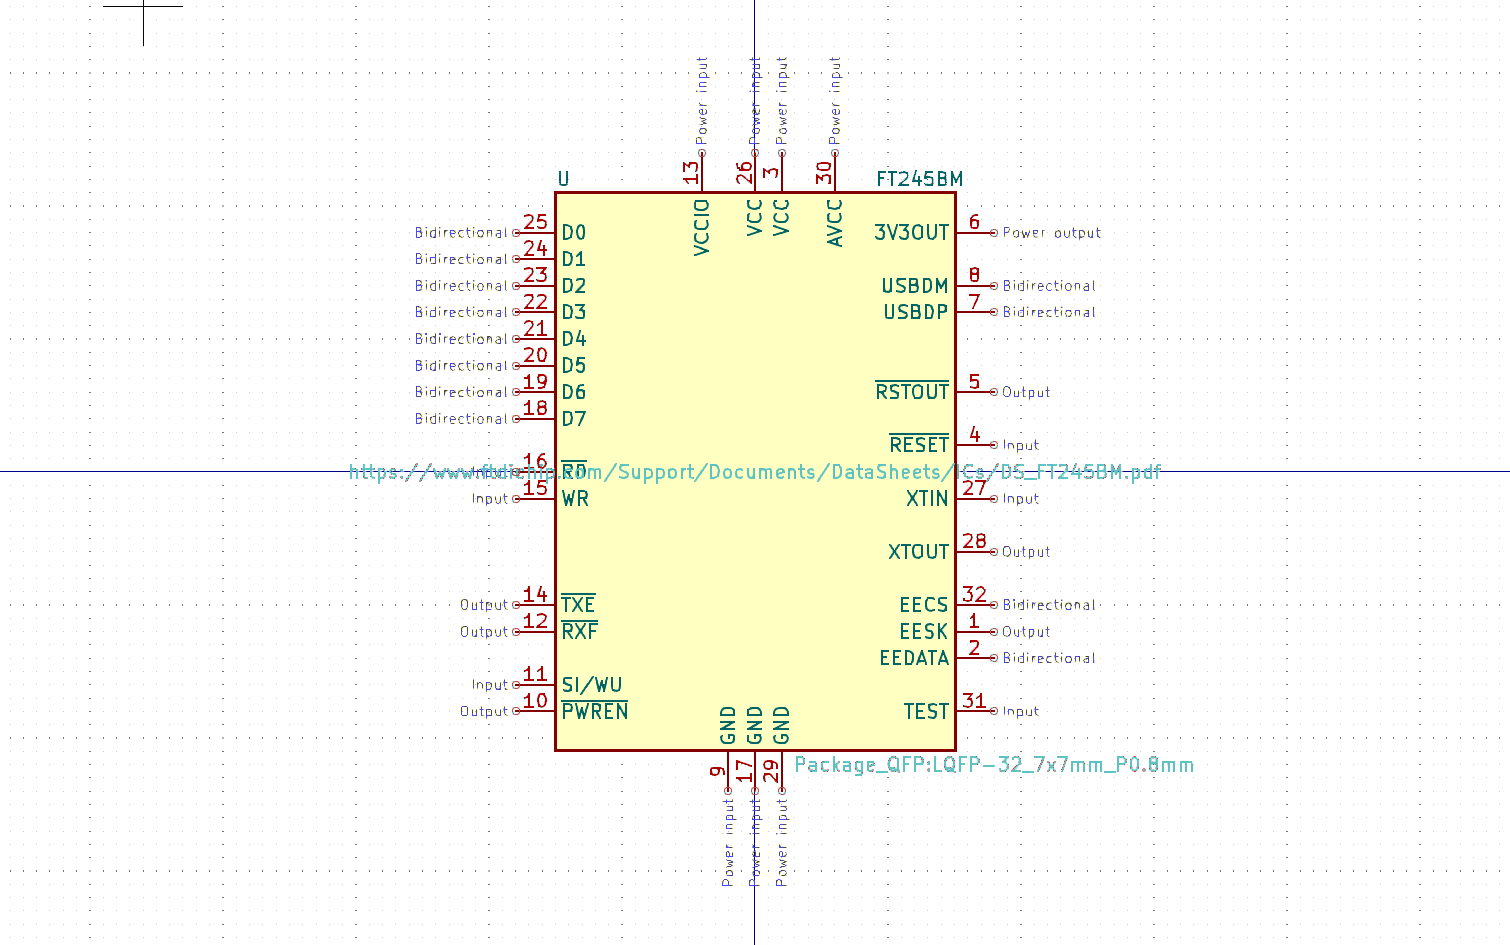 Power input Power input Power input Power input
13 26 3 30
U FT245BM
VCCIO VCC VCC AVCC
Bidirectional 25 D0 3V3OUT 6 Power output
Bidirectional 24 D1
Bidirectional 23 D2 USBDM 8 Bidirectional
Bidirectional 22 D3 USBDP 7 Bidirectional
Bidirectional 21 D4
Bidirectional 20 D5
Bidirectional 19 D6 RSTOUT 5 Output
Bidirectional 18 D7
RESET 4 Input
Input 16 RD
https://www.ftdichip.com/Support/Documents/DataSheets/ICs/DS_FT245BM.pdf
Input 15 WR XTIN 27 Input
XTOUT 28 Output
Output 14 TXE EECS 32 Bidirectional
Output 12 RXF EESK 1 Output
EEDATA 2 Bidirectional
Input 11 SI/WU
Output 10 PWREN TEST 31 Input
GND GND GND
9 17 29
Package_QFP:LQFP-32_7x7mm_P0.8mm
Power input Power input Power input